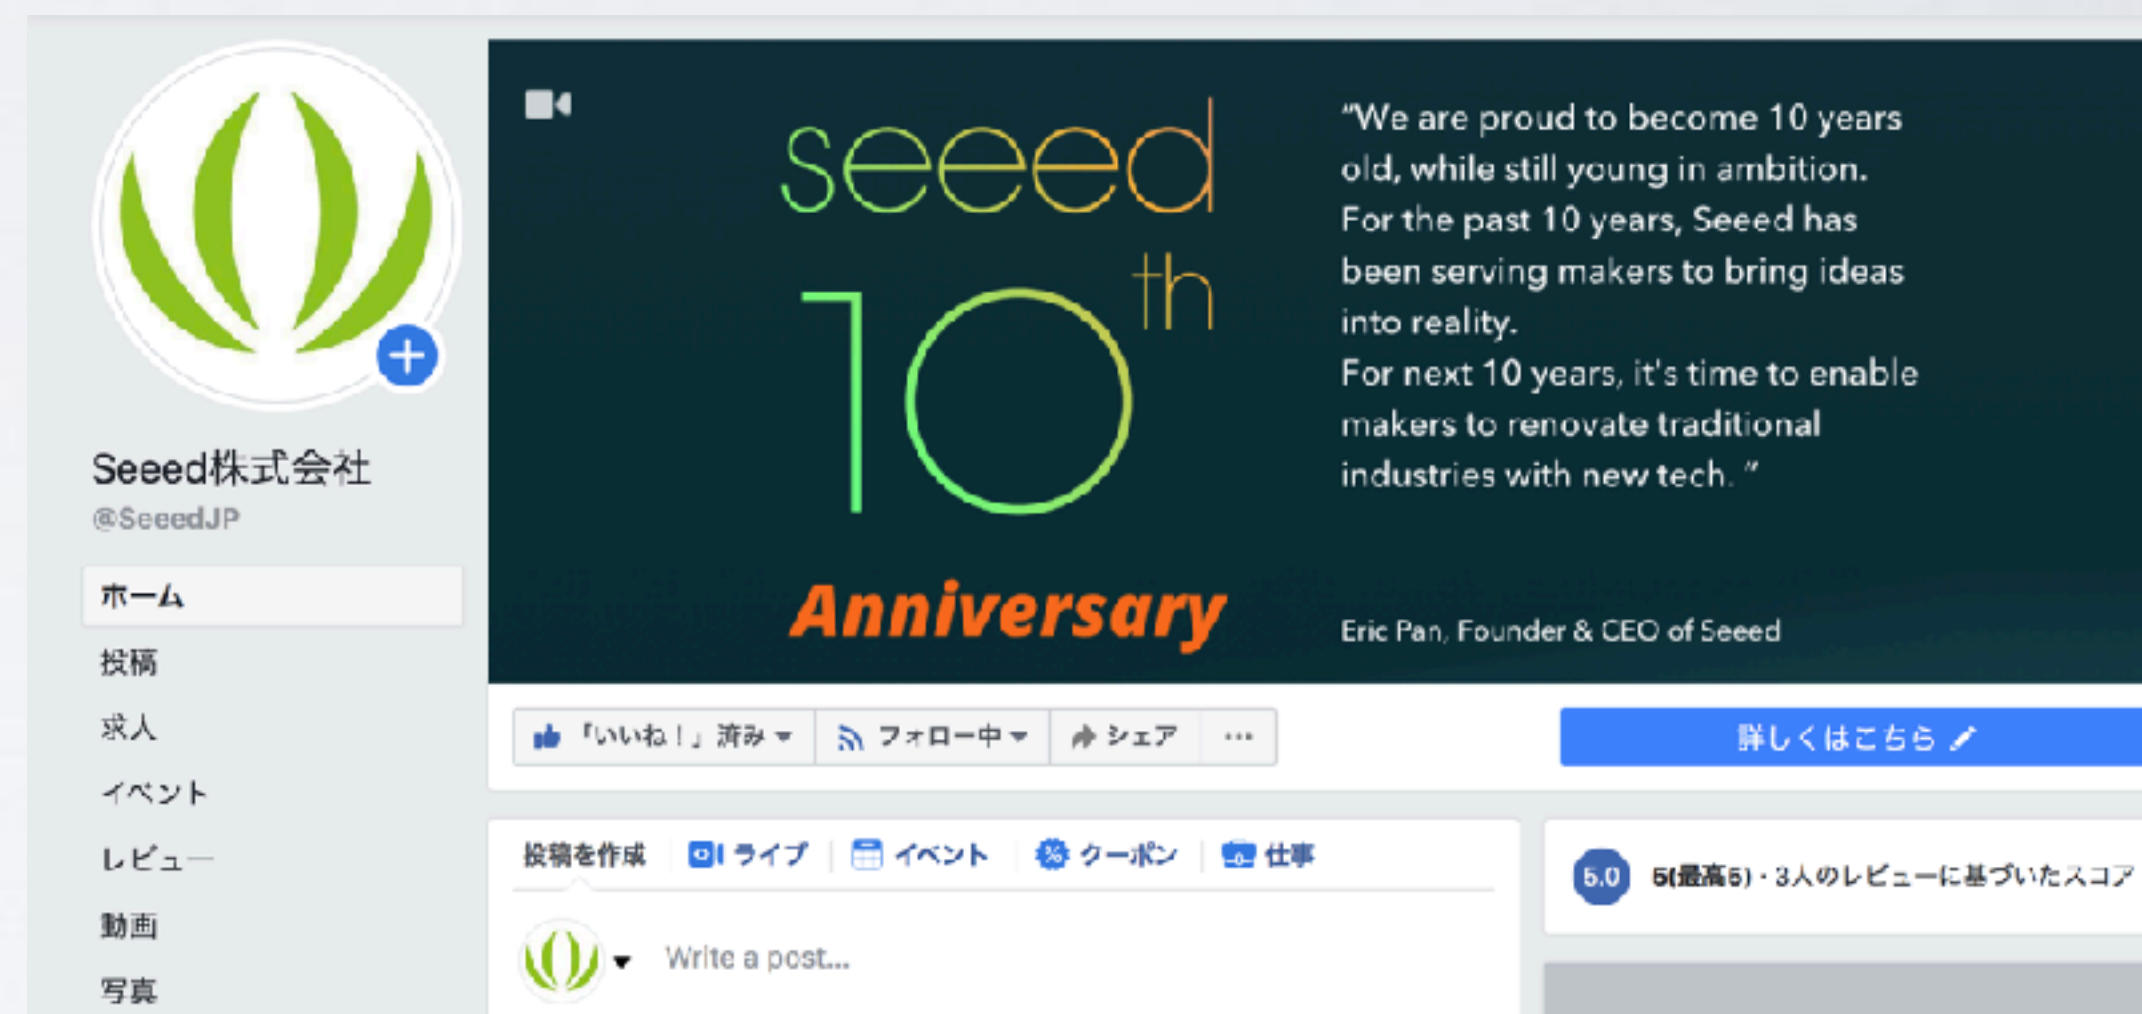 seeed
10th
Anniversary
“We are proud to become 10 years
old, while still young in ambition.
For the past 10 years, Seeed has
been serving makers to bring ideas
into reality.
For next 10 years, it's time to enable
makers to renovate traditional
industries with new tech. ”
Eric Pan, Founder & CEO of Seeed
Seeed株式会社
@SeeedJP
ホーム
投稿
求人
イベント
レビュー
動画
写真
「いいね！」済み
フォロー中
シェア
...
詳しくはこちら
投稿を作成
ライブ
イベント
クーポン
仕事
Write a post...
5.0
5(最高5)・3人のレビューに基づいたスコア